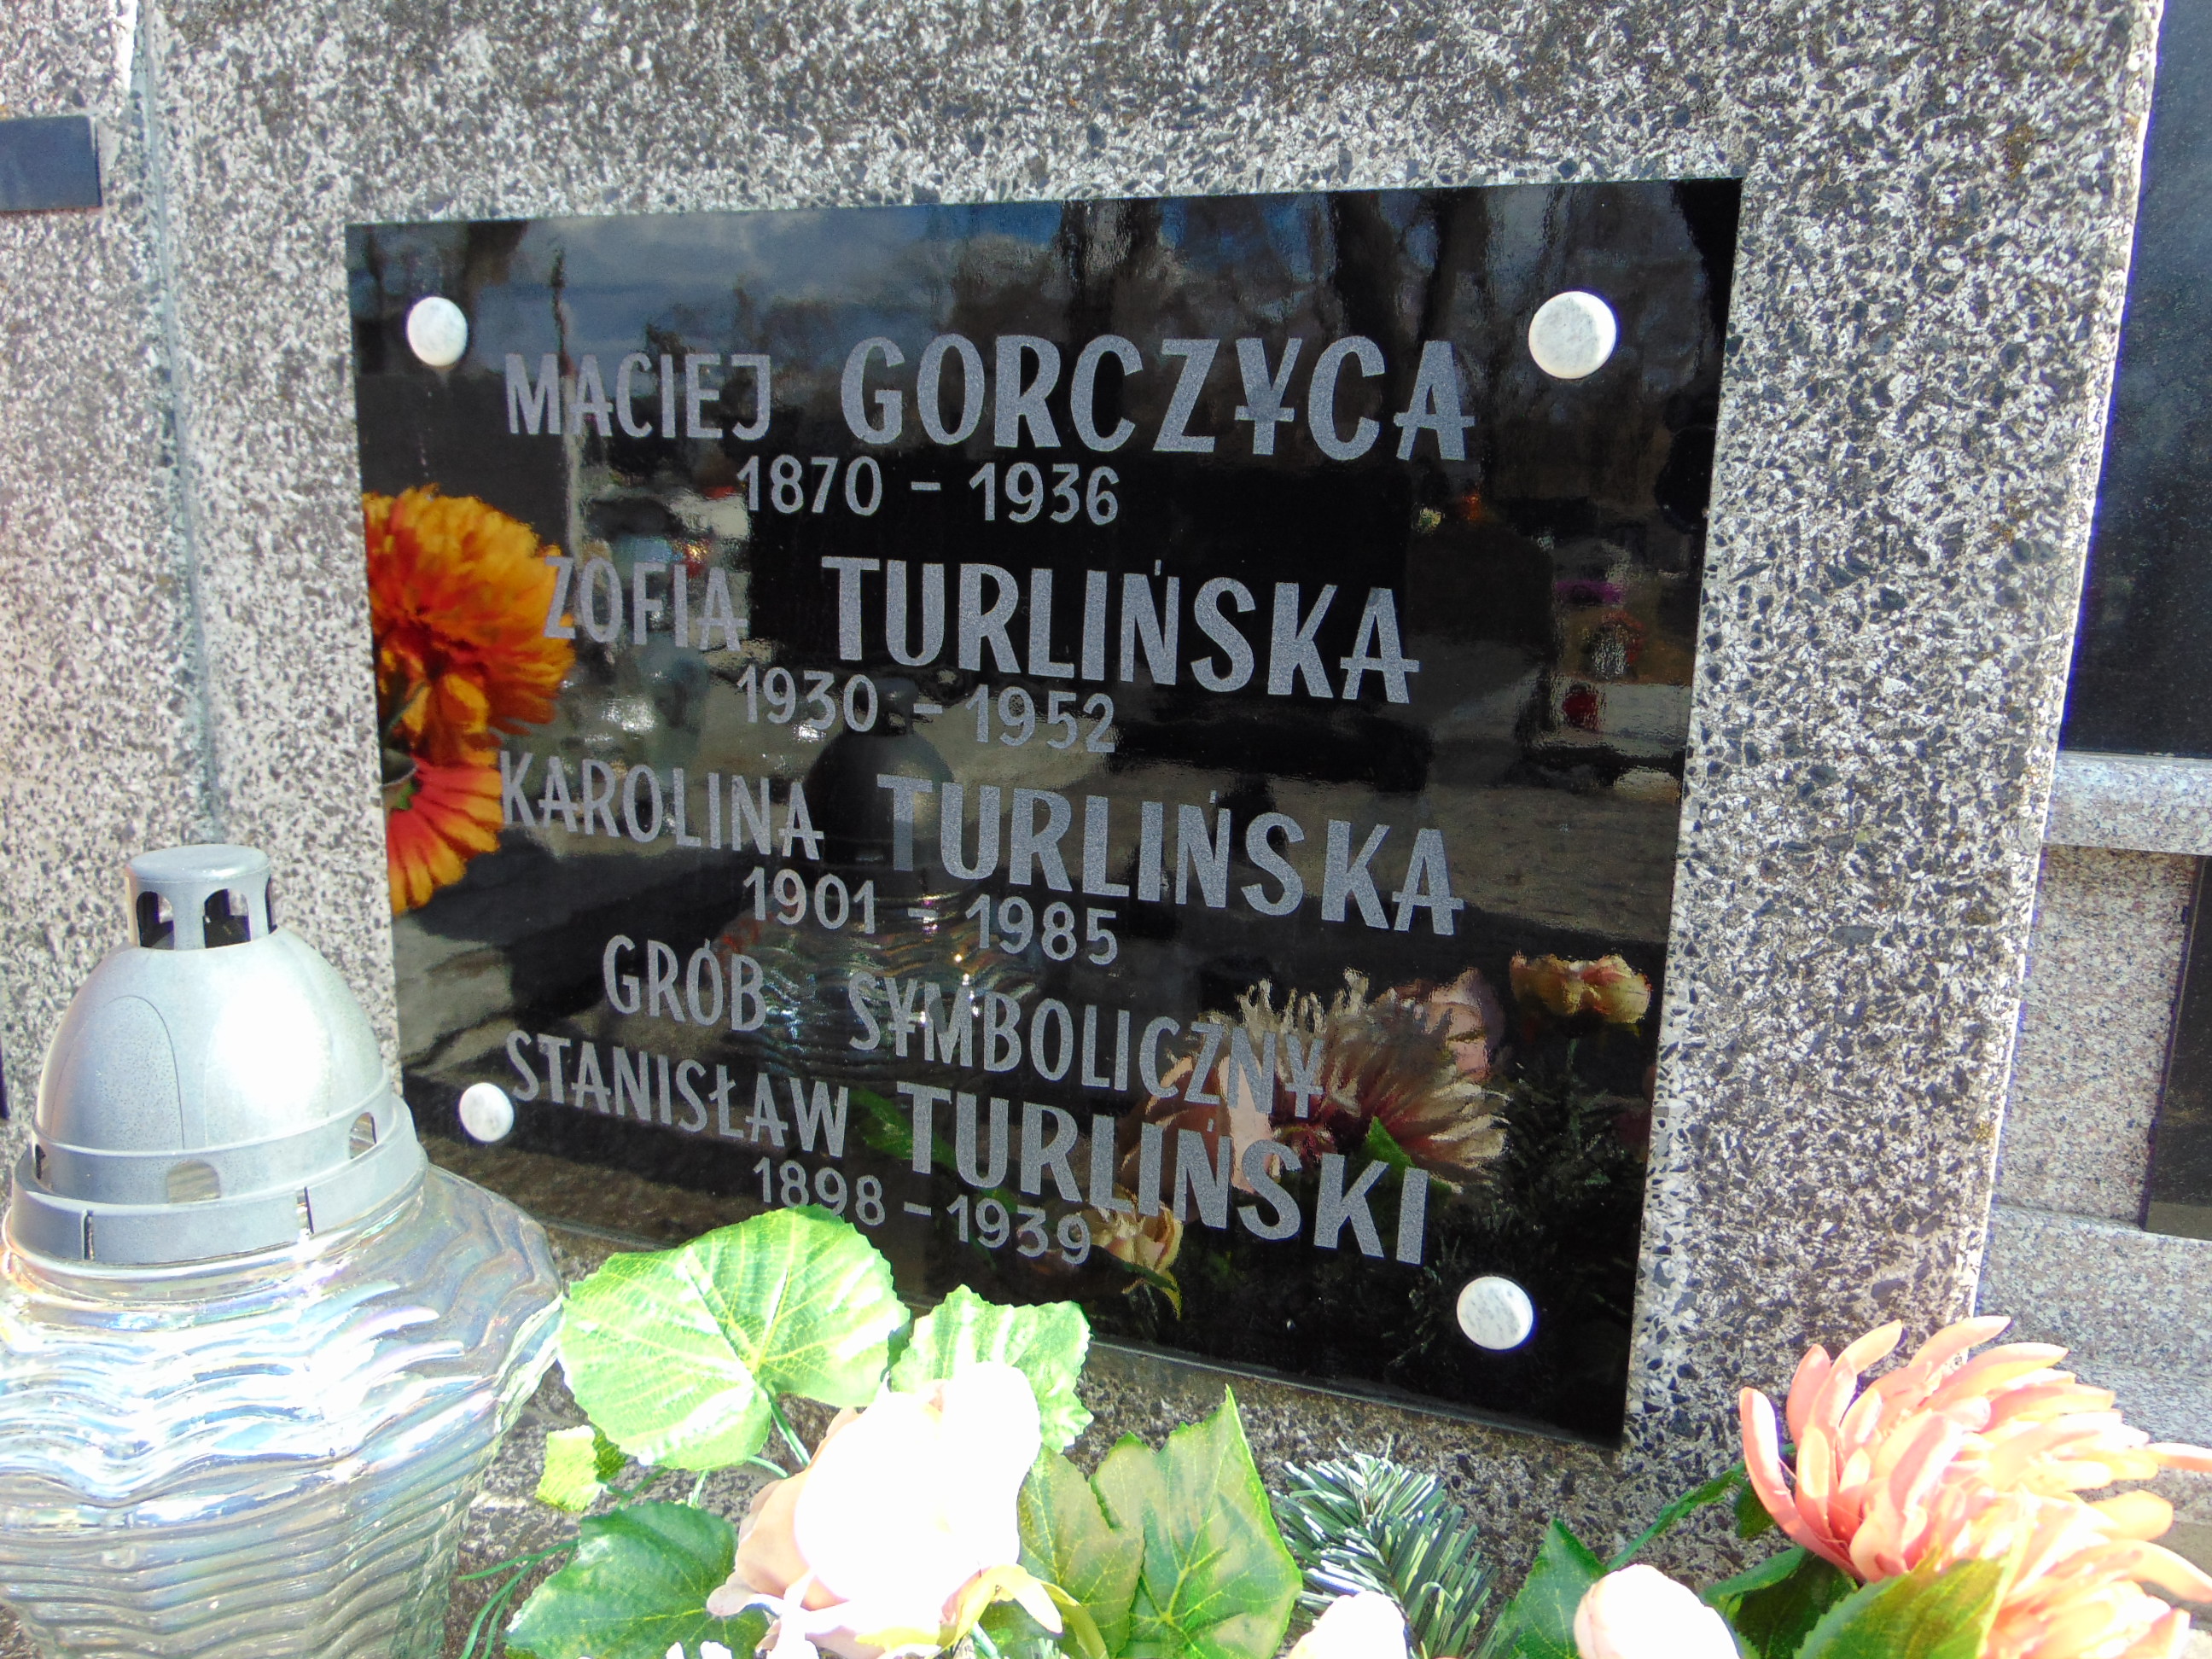 MACIEJ GORCZYCA
1870 - 1936
ZOFIA TURLIŃSKA
1930 - 1952
KAROLINA TURLIŃSKA
1901 - 1985
GRÓB SYMBOLICZNY
STANISŁAW TURLIŃSKI
1898 - 1939